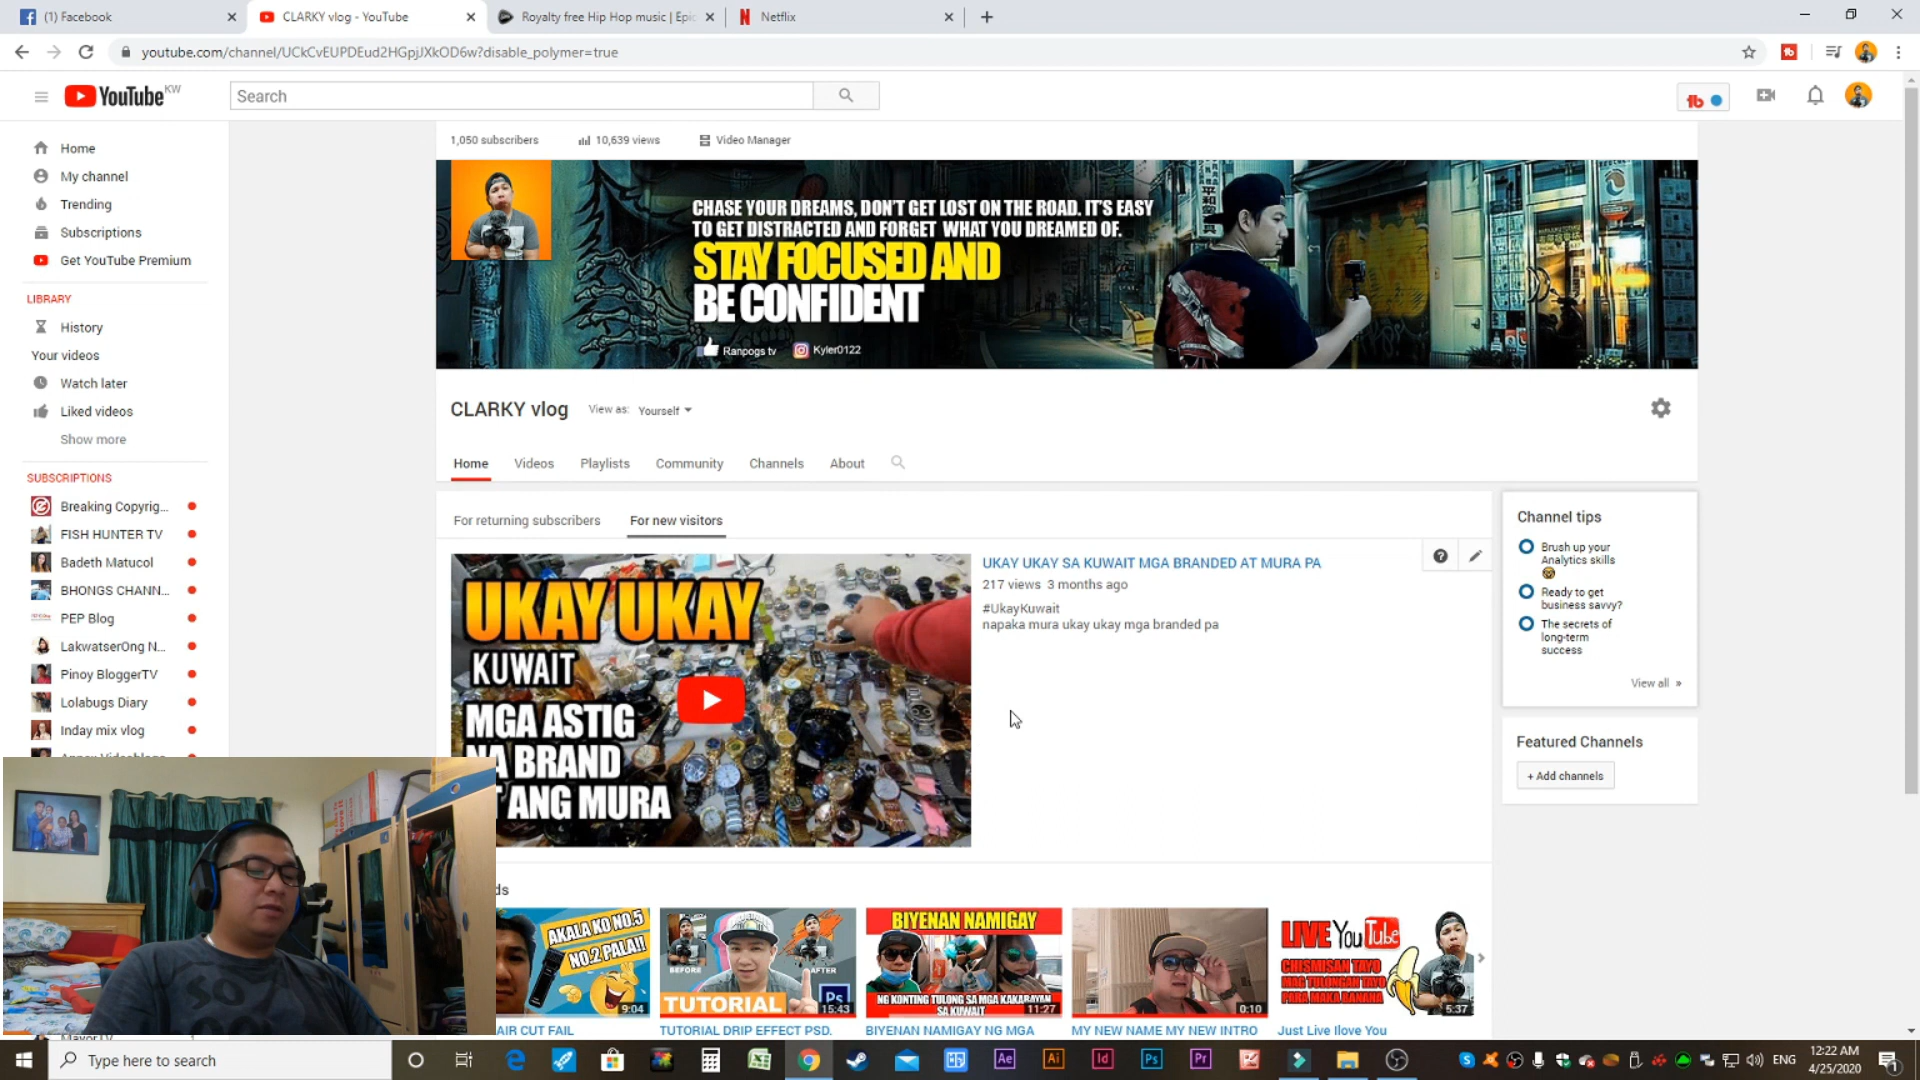 (1) Facebook
CLARKY vlog - YouTube
Royalty free Hip Hop music | Epic
Netflix
youtube.com/channel/UCkCvEUPDEud2HGpjJXkOD6w?disable_polymer=true
YouTube KW
Search
Home
My channel
Trending
Subscriptions
Get YouTube Premium
LIBRARY
History
Your videos
Watch later
Liked videos
Show more
SUBSCRIPTIONS
Breaking Copyrig...
FISH HUNTER TV
Badeth Matucol
BHONGS CHANN...
PEP Blog
LakwatserOng N...
Pinoy BloggerTV
Lolabugs Diary
Inday mix vlog
1,050 subscribers
10,639 views
Video Manager
CHASE YOUR DREAMS, DON'T GET LOST ON THE ROAD. IT'S EASY
TO GET DISTRACTED AND FORGET WHAT YOU DREAMED OF.
STAY FOCUSED AND
BE CONFIDENT
Ranpogs tv
Kyler0122
CLARKY vlog
View as: Yourself
Home
Videos
Playlists
Community
Channels
About
For returning subscribers
For new visitors
UKAY UKAY
KUWAIT
MGA ASTIG
NA BRAND
T ANG MURA
UKAY UKAY SA KUWAIT MGA BRANDED AT MURA PA
217 views 3 months ago
#UkayKuwait
napaka mura ukay ukay mga branded pa
Channel tips
Brush up your
Analytics skills
Ready to get
business savvy?
The secrets of
long-term
success
View all »
Featured Channels
+ Add channels
ds
AKALA KO NO.5
NO.2 PALA!!
9:04
AIR CUT FAIL
BEFORE
AFTER
TUTORIAL
Ps
15:43
TUTORIAL DRIP EFFECT PSD.
BIYENAN NAMIGAY
NG KONTING TULONG SA MGA KAKABAYAN
SA KUWAIT
11:27
BIYENAN NAMIGAY NG MGA
0:10
MY NEW NAME MY NEW INTRO
LIVE YouTube
CHISMISAN TAYO
MAG TULONGAN TAYO
PARA MAKA BANANA
5:37
Just Live Ilove You
MayorTV
Type here to search
Ae
Ai
Id
Ps
Pr
ENG
12:22 AM
4/25/2020
1